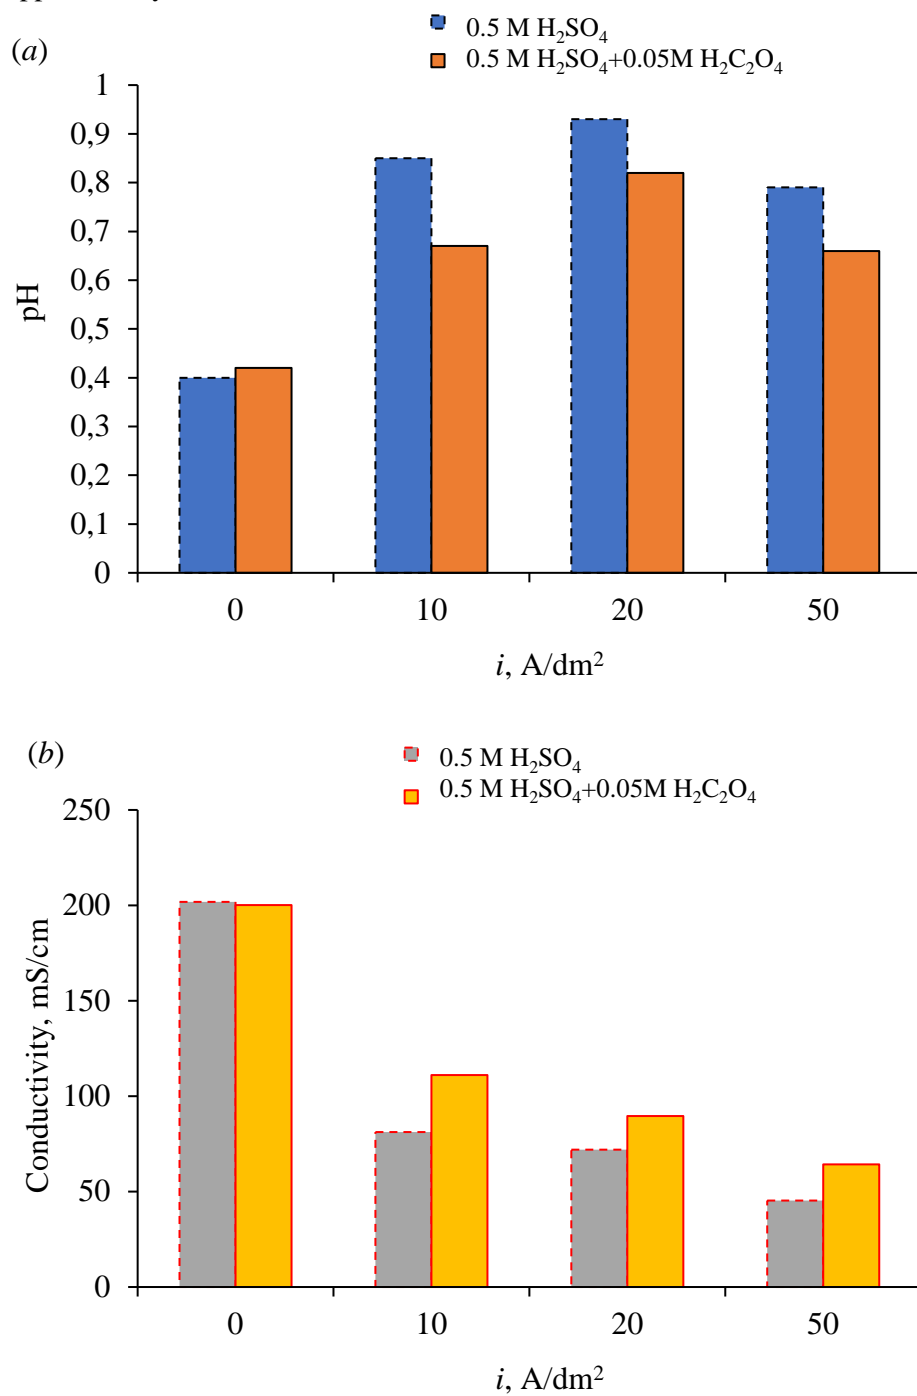 (a)
0.5 M H₂SO₄
0.5 M H₂SO₄+0.05M H₂C₂O₄
1
0,9
0,8
0,7
0,6
0,5
0,4
0,3
0,2
0,1
0
pH
0 10 20 50
i, A/dm²
(b)
0.5 M H₂SO₄
0.5 M H₂SO₄+0.05M H₂C₂O₄
250
200
150
100
50
0
Conductivity, mS/cm
0 10 20 50
i, A/dm²